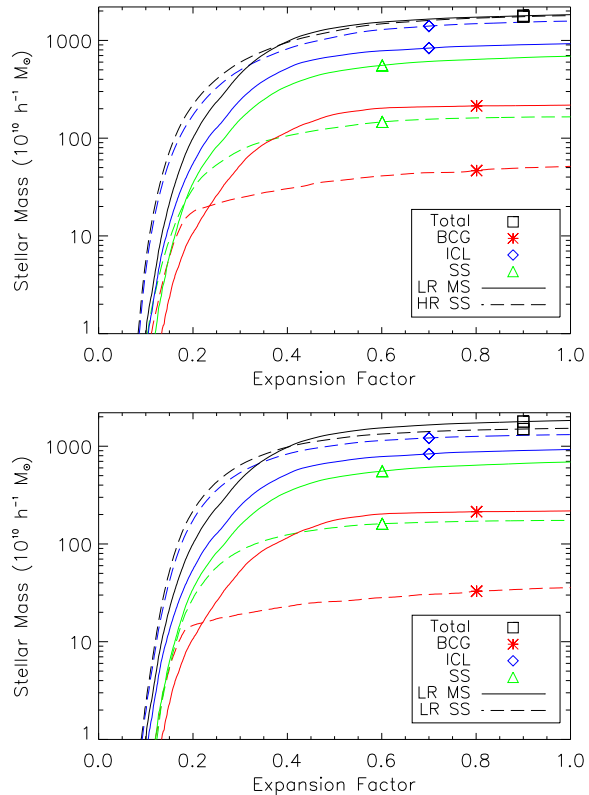 Stellar Mass (10¹⁰ h⁻¹ M☉)
1000
100
10
1
Total
BCG
ICL
SS
LR MS
HR SS
0.0 0.2 0.4 0.6 0.8 1.0
Expansion Factor
Stellar Mass (10¹⁰ h⁻¹ M☉)
1000
100
10
1
Total
BCG
ICL
SS
LR MS
LR SS
0.0 0.2 0.4 0.6 0.8 1.0
Expansion Factor